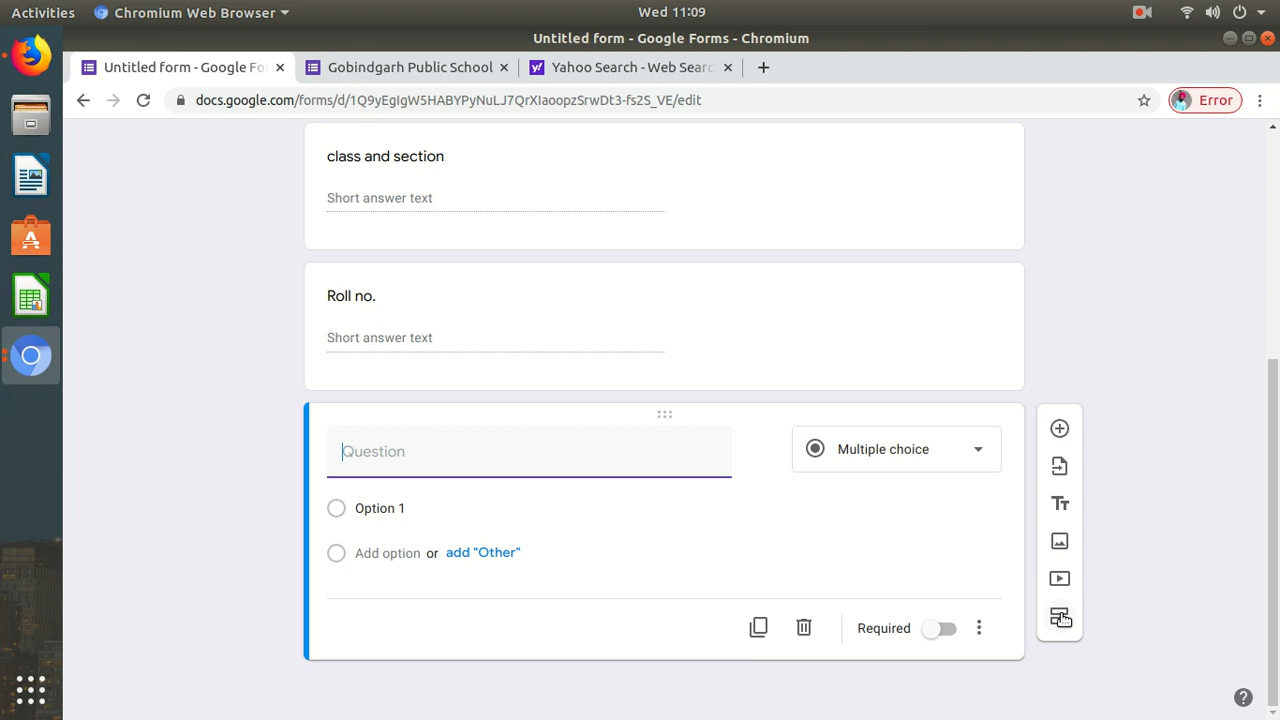 Activities
Chromium Web Browser
Wed 11:09
Untitled form - Google Forms - Chromium
Untitled form - Google Fo
Gobindgarh Public School
Yahoo Search - Web Searc
docs.google.com/forms/d/1Q9yEgIgW5HABYPyNuLJ7QrXIaoopzSrwDt3-fs2S_VE/edit
Error
class and section
Short answer text
Roll no.
Short answer text
Question
Multiple choice
Option 1
Add option or add "Other"
Required